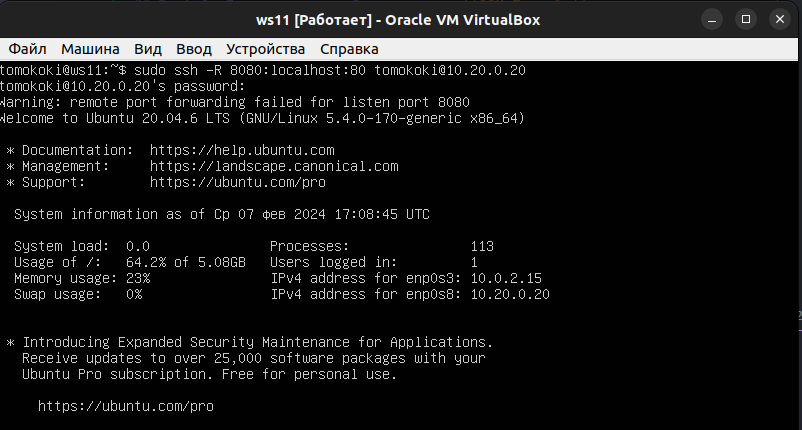 ws11 [Работает] - Oracle VM VirtualBox
Файл Машина Вид Ввод Устройства Справка
tomokoki@ws11:~$ sudo ssh -R 8080:localhost:80 tomokoki@10.20.0.20
tomokoki@10.20.0.20's password:
Warning: remote port forwarding failed for listen port 8080
Welcome to Ubuntu 20.04.6 LTS (GNU/Linux 5.4.0-170-generic x86_64)
* Documentation: https://help.ubuntu.com
* Management: https://landscape.canonical.com
* Support: https://ubuntu.com/pro
System information as of Ср 07 фев 2024 17:08:45 UTC
System load: 0.0 Processes: 113
Usage of /: 64.2% of 5.08GB Users logged in: 1
Memory usage: 23% IPv4 address for enp0s3: 10.0.2.15
Swap usage: 0% IPv4 address for enp0s8: 10.20.0.20
* Introducing Expanded Security Maintenance for Applications.
Receive updates to over 25,000 software packages with your
Ubuntu Pro subscription. Free for personal use.
https://ubuntu.com/pro